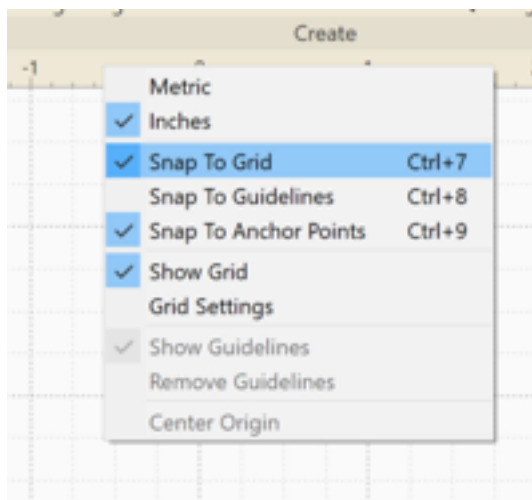 Create
-1
Metric
Inches
Snap To Grid Ctrl+7
Snap To Guidelines Ctrl+8
Snap To Anchor Points Ctrl+9
Show Grid
Grid Settings
Show Guidelines
Remove Guidelines
Center Origin